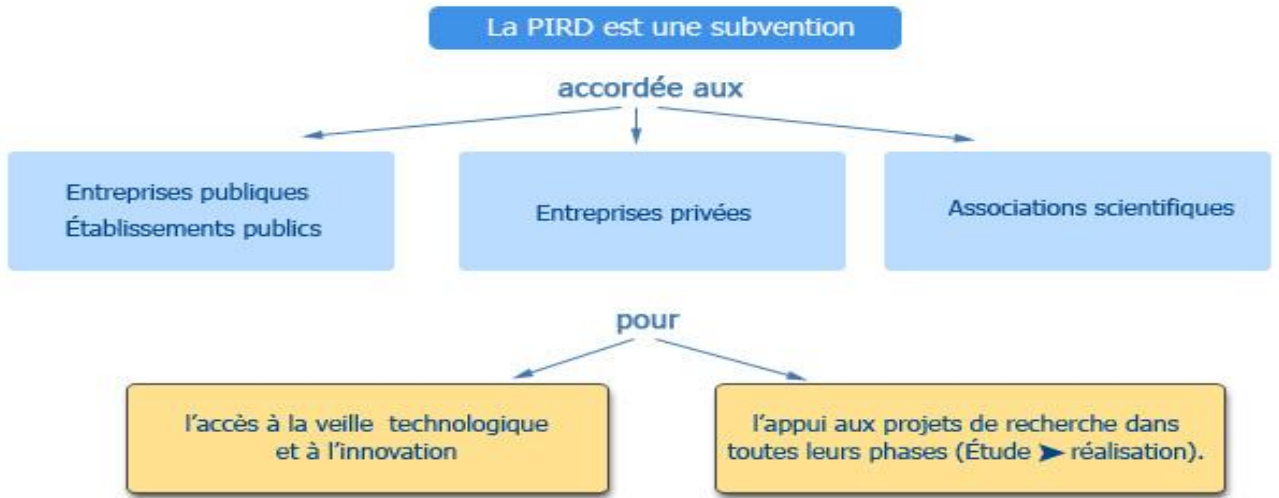 La PIRD est une subvention
accordée aux
Entreprises publiques
Établissements publics
Entreprises privées
Associations scientifiques
pour
l'accès à la veille technologique
et à l'innovation
l'appui aux projets de recherche dans
toutes leurs phases (Étude ➤ réalisation).